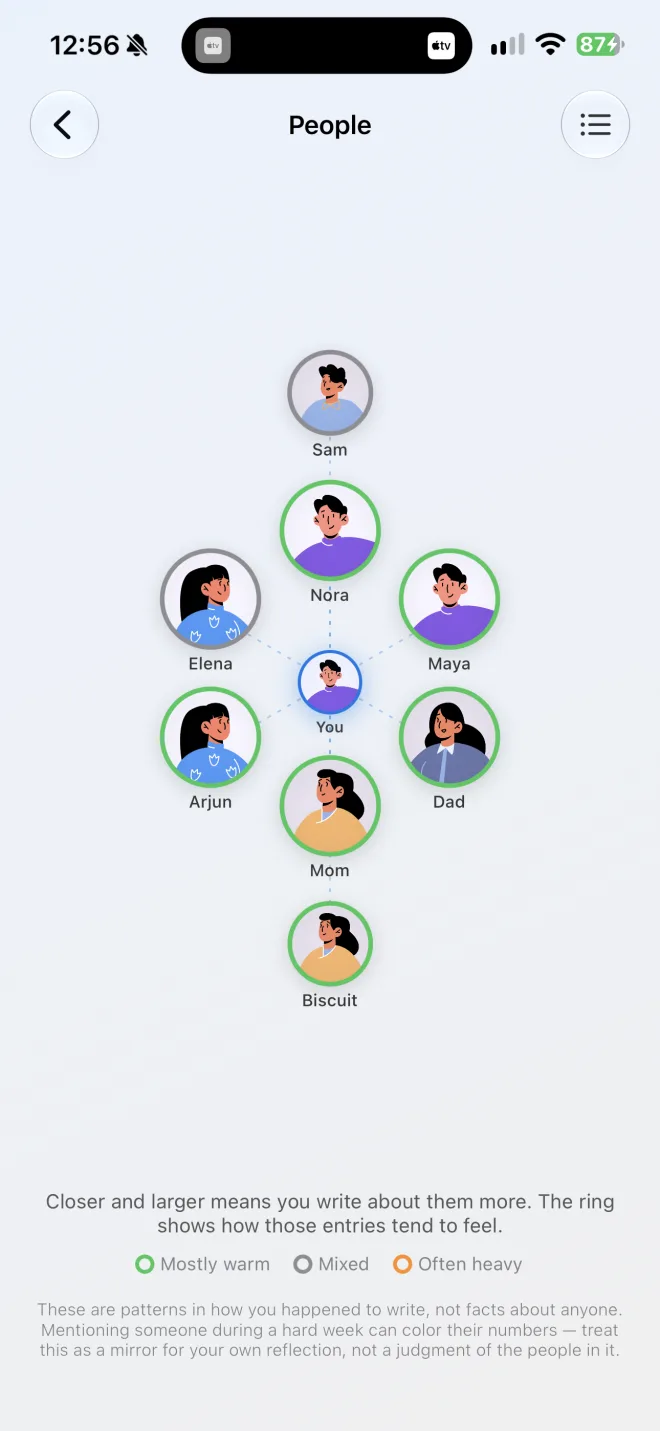 12:56
tv
tv
87
People
Sam
Nora
Elena
Maya
You
Arjun
Dad
Mom
Biscuit
Closer and larger means you write about them more. The ring
shows how those entries tend to feel.
Mostly warm
Mixed
Often heavy
These are patterns in how you happened to write, not facts about anyone.
Mentioning someone during a hard week can color their numbers — treat
this as a mirror for your own reflection, not a judgment of the people in it.